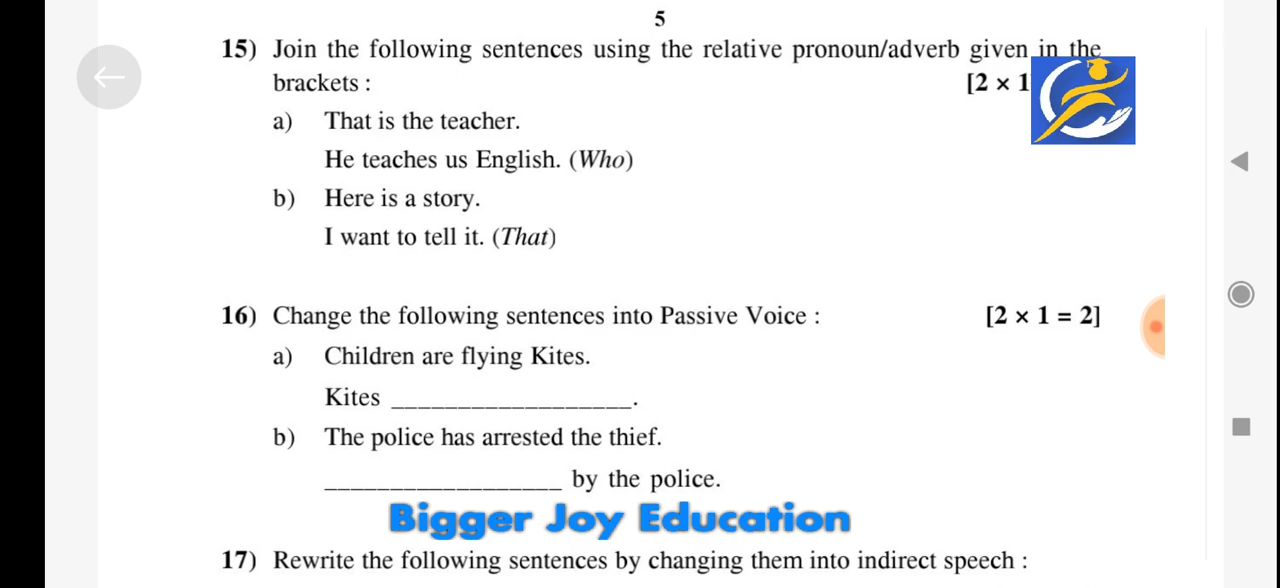 5
15) Join the following sentences using the relative pronoun/adverb given in the
brackets : [2 × 1
a) That is the teacher.
He teaches us English. (Who)
b) Here is a story.
I want to tell it. (That)
16) Change the following sentences into Passive Voice : [2 × 1 = 2]
a) Children are flying Kites.
Kites __________________.
b) The police has arrested the thief.
__________________ by the police.
Bigger Joy Education
17) Rewrite the following sentences by changing them into indirect speech :